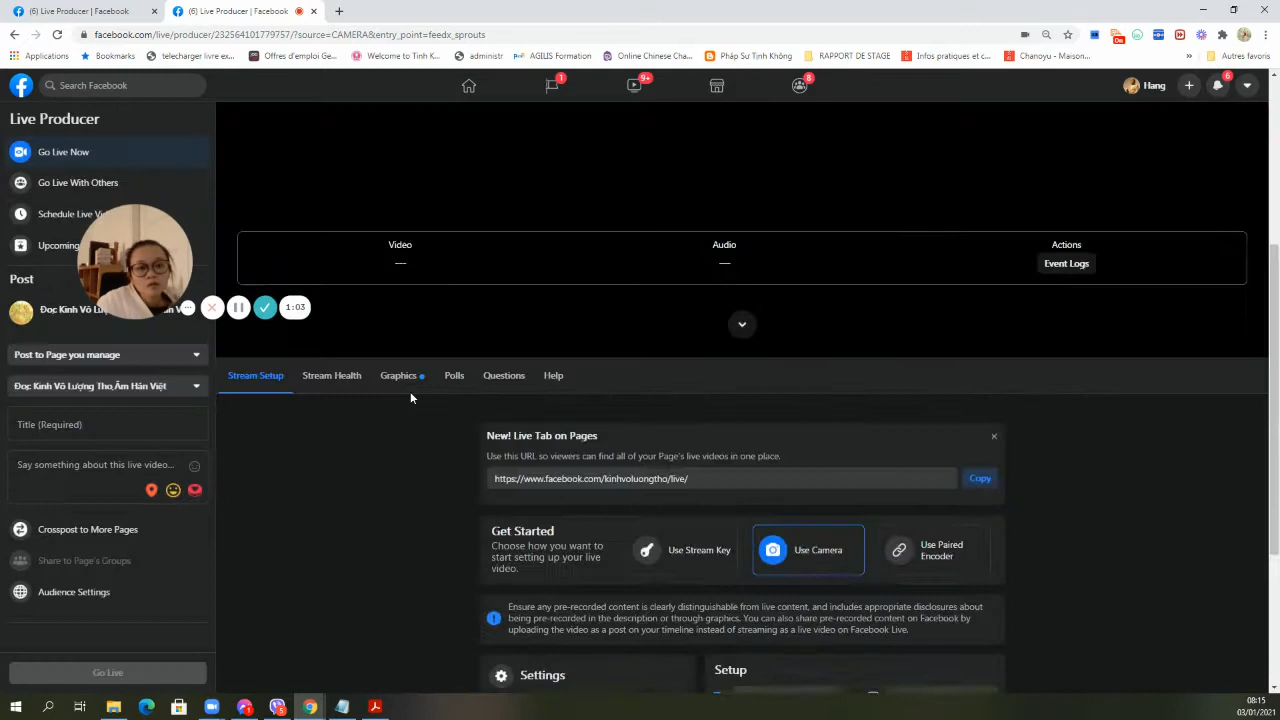 (6) Live Producer | Facebook
(6) Live Producer | Facebook
facebook.com/live/producer/232564101779757/?source=CAMERA&entry_point=feedx_sprouts
Applications
telecharger livre ex...
Offres d'emploi Ge...
Welcome to Tinh K...
administr
AGILIS Formation
Online Chinese Cha...
Pháp Sư Tịnh Không
RAPPORT DE STAGE
Infos pratiques et c...
Chanoyu - Maison...
»
Autres favoris
On
Search Facebook
1
9+
8
Hang
6
Live Producer
Go Live Now
Go Live With Others
Schedule Live
Upcoming
Post
Đọc Kinh Vô
1:03
Post to Page you manage
Đọc Kinh Vô Lượng Thọ Âm Hán Việt
Title (Required)
Say something about this live video...
Crosspost to More Pages
Share to Page's Groups
Audience Settings
Go Live
Video
—
Audio
—
Actions
Event Logs
Stream Setup
Stream Health
Graphics
Polls
Questions
Help
New! Live Tab on Pages
Use this URL so viewers can find all of your Page's live videos in one place.
https://www.facebook.com/kinhvoluongtho/live/
Copy
Get Started
Choose how you want to start setting up your live video.
Use Stream Key
Use Camera
Use Paired Encoder
Ensure any pre-recorded content is clearly distinguishable from live content, and includes appropriate disclosures about
being pre-recorded in the description or through graphics. You can also share pre-recorded content on Facebook by
uploading the video as a post on your timeline instead of streaming as a live video on Facebook Live.
Settings
Setup
08:15
03/01/2021